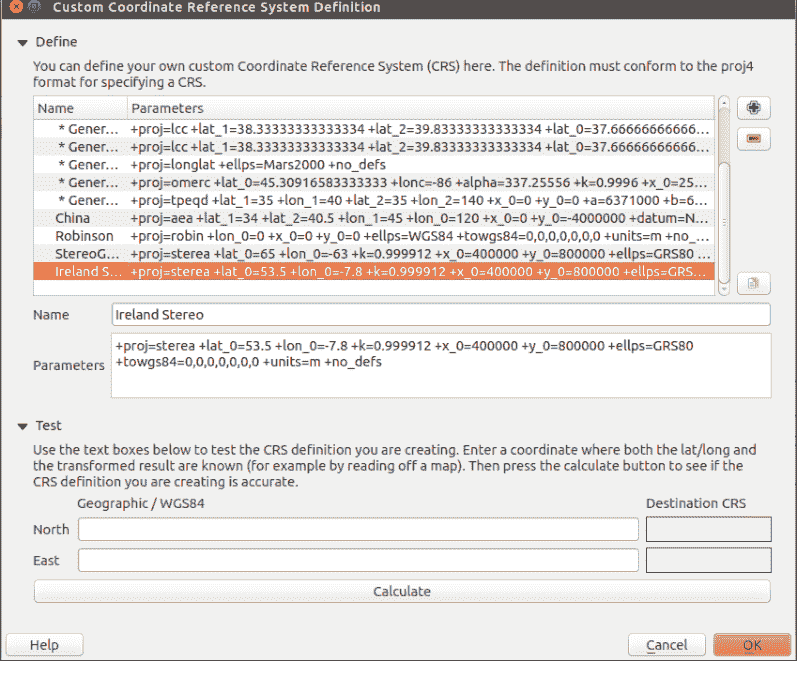 Custom Coordinate Reference System Definition
Define
You can define your own custom Coordinate Reference System (CRS) here. The definition must conform to the proj4
format for specifying a CRS.
Name Parameters
* Gener... +proj=lcc +lat_1=38.33333333333334 +lat_2=39.83333333333334 +lat_0=37.66666666666...
* Gener... +proj=lcc +lat_1=38.33333333333334 +lat_2=39.83333333333334 +lat_0=37.66666666666...
* Gener... +proj=longlat +ellps=Mars2000 +no_defs
* Gener... +proj=omerc +lat_0=45.30916583333333 +lonc=-86 +alpha=337.25556 +k=0.9996 +x_0=25...
* Gener... +proj=tpeqd +lat_1=35 +lon_1=40 +lat_2=35 +lon_2=140 +x_0=0 +y_0=0 +a=6371000 +b=6...
China +proj=aea +lat_1=34 +lat_2=40.5 +lon_1=45 +lon_0=120 +x_0=0 +y_0=-4000000 +datum=N...
Robinson +proj=robin +lon_0=0 +x_0=0 +y_0=0 +ellps=WGS84 +towgs84=0,0,0,0,0,0,0 +units=m +no_...
StereoG... +proj=sterea +lat_0=65 +lon_0=-63 +k=0.999912 +x_0=400000 +y_0=800000 +ellps=GRS80 ...
Ireland S... +proj=sterea +lat_0=53.5 +lon_0=-7.8 +k=0.999912 +x_0=400000 +y_0=800000 +ellps=GRS...
Name Ireland Stereo
Parameters +proj=sterea +lat_0=53.5 +lon_0=-7.8 +k=0.999912 +x_0=400000 +y_0=800000 +ellps=GRS80
+towgs84=0,0,0,0,0,0,0 +units=m +no_defs
Test
Use the text boxes below to test the CRS definition you are creating. Enter a coordinate where both the lat/long and
the transformed result are known (for example by reading off a map). Then press the calculate button to see if the
CRS definition you are creating is accurate.
Geographic / WGS84 Destination CRS
North
East
Calculate
Help Cancel OK